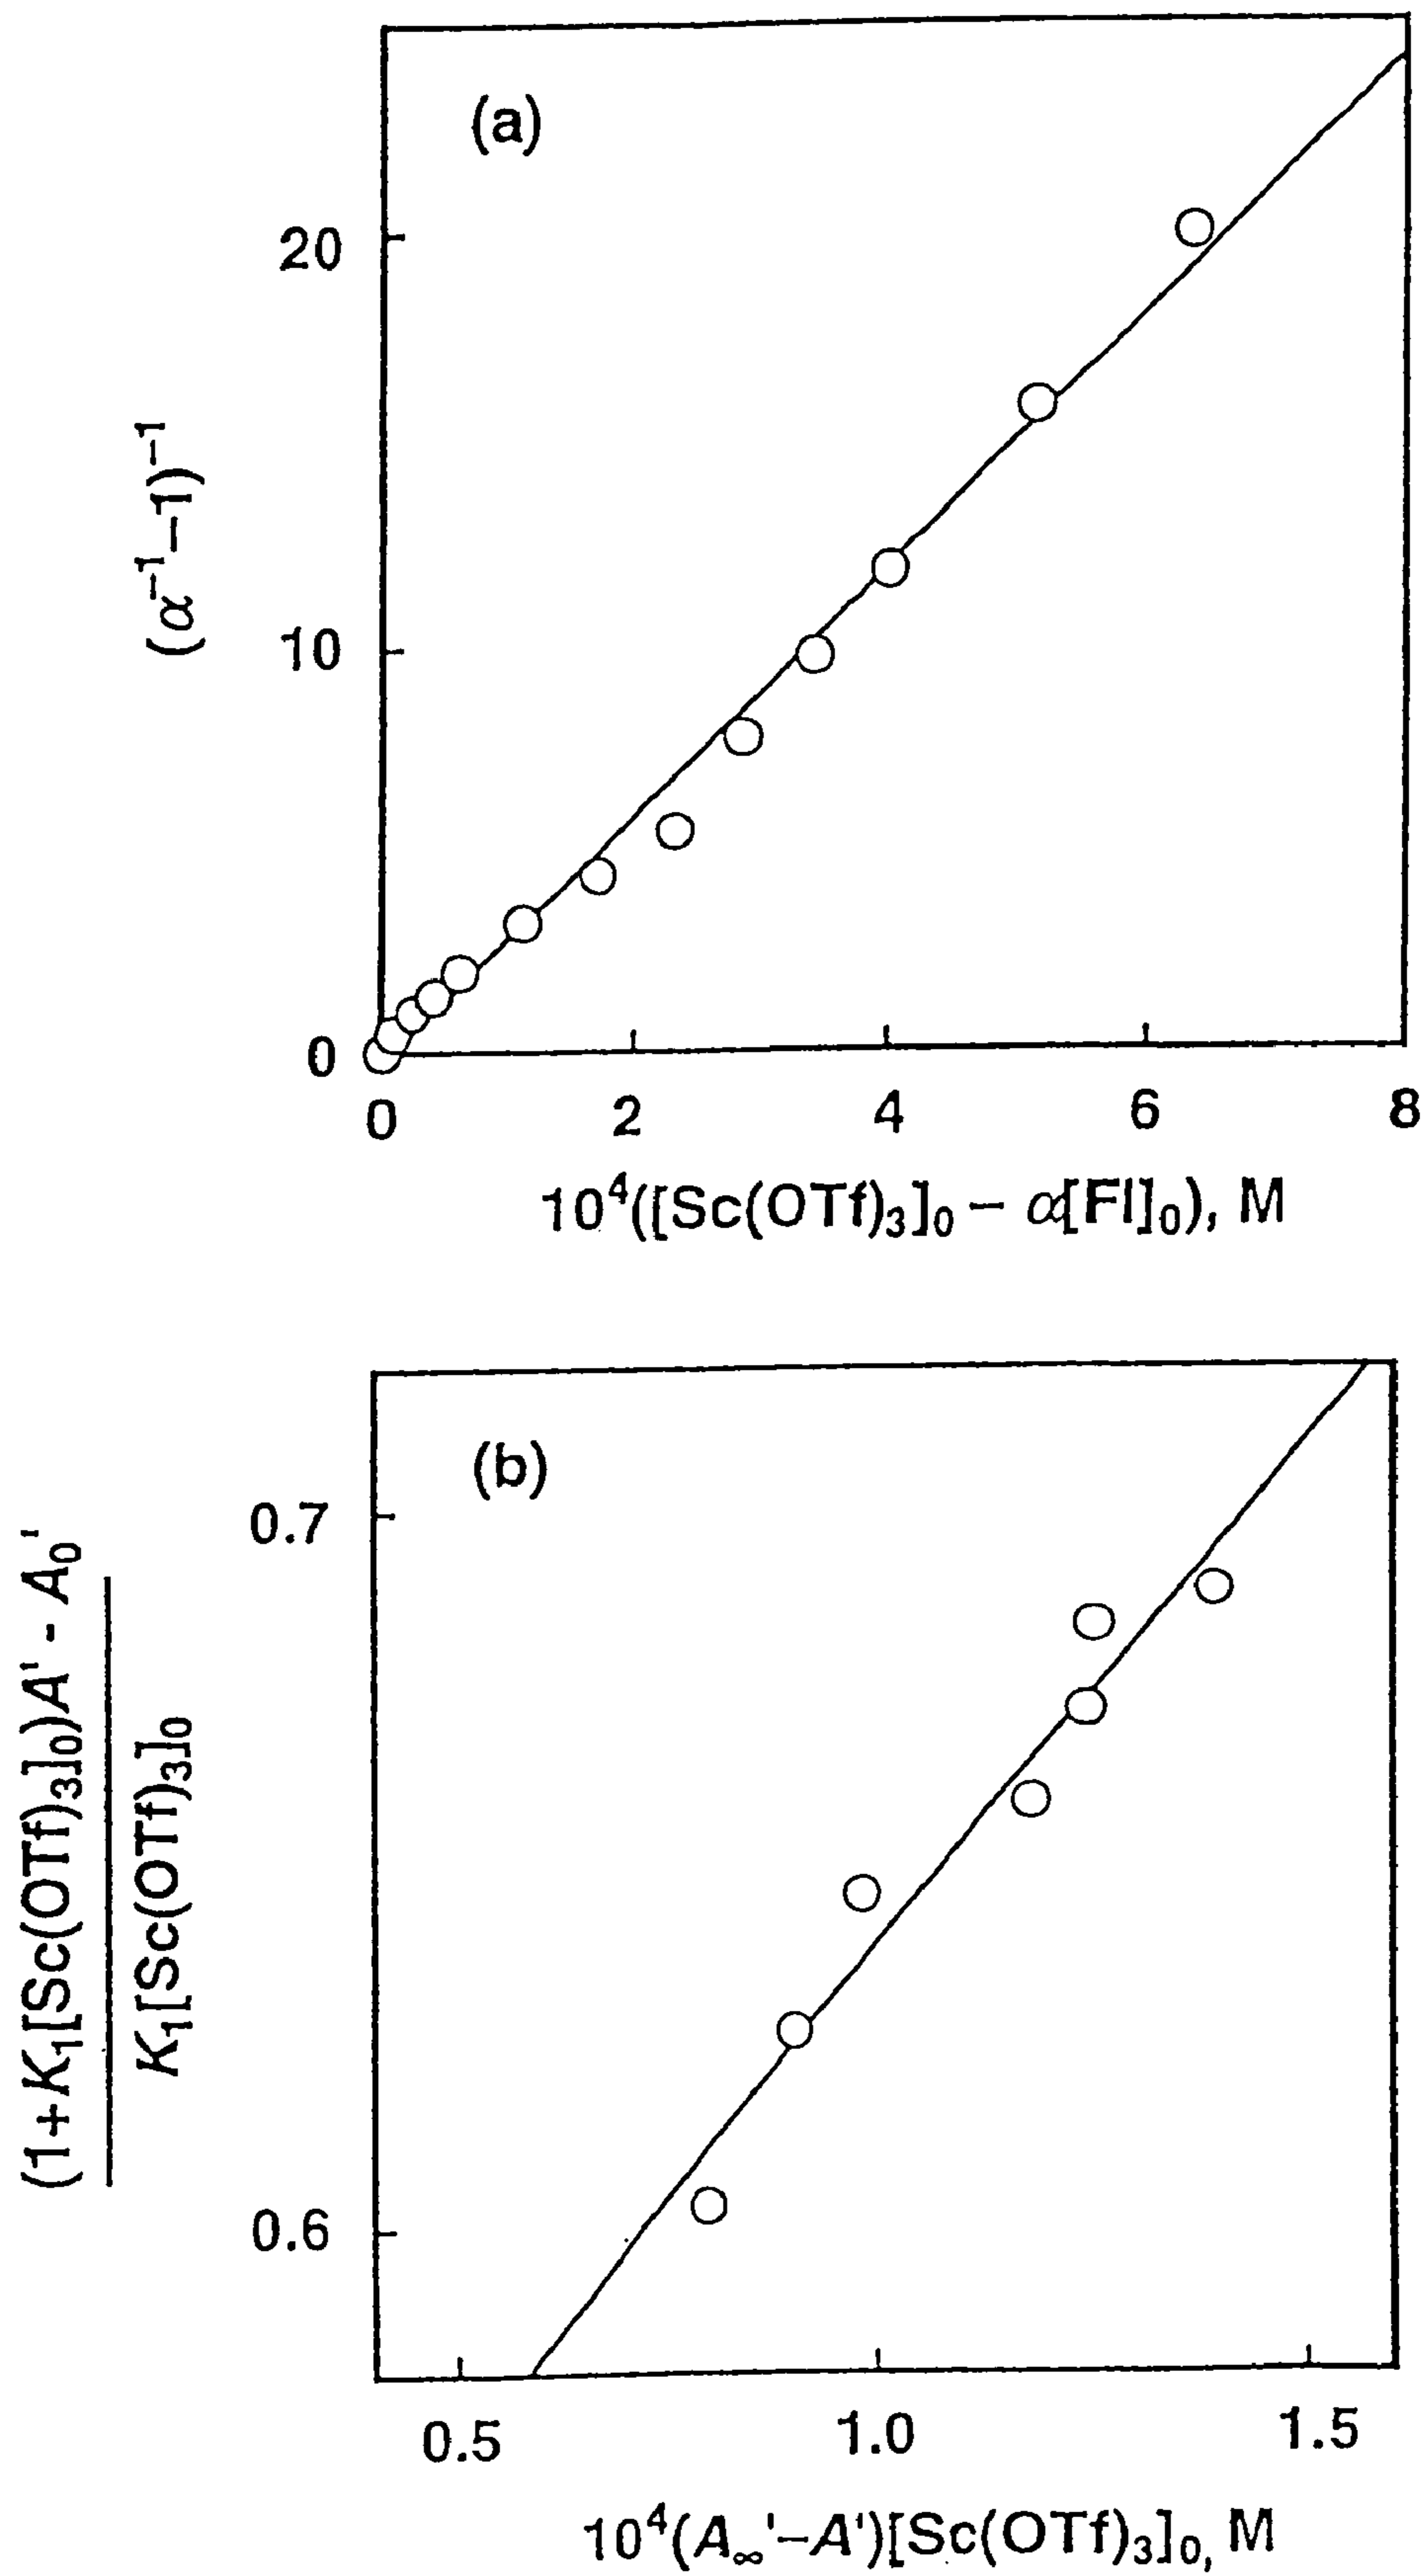 (a)
20
10
0
(α⁻¹–1)⁻¹
0 2 4 6 8
10⁴([Sc(OTf)₃]₀ – α[Fl]₀), M
(b)
0.7
0.6
(1+K₁[Sc(OTf)₃]₀)A' - A₀'
K₁[Sc(OTf)₃]₀
0.5 1.0 1.5
10⁴(A∞'–A')[Sc(OTf)₃]₀, M